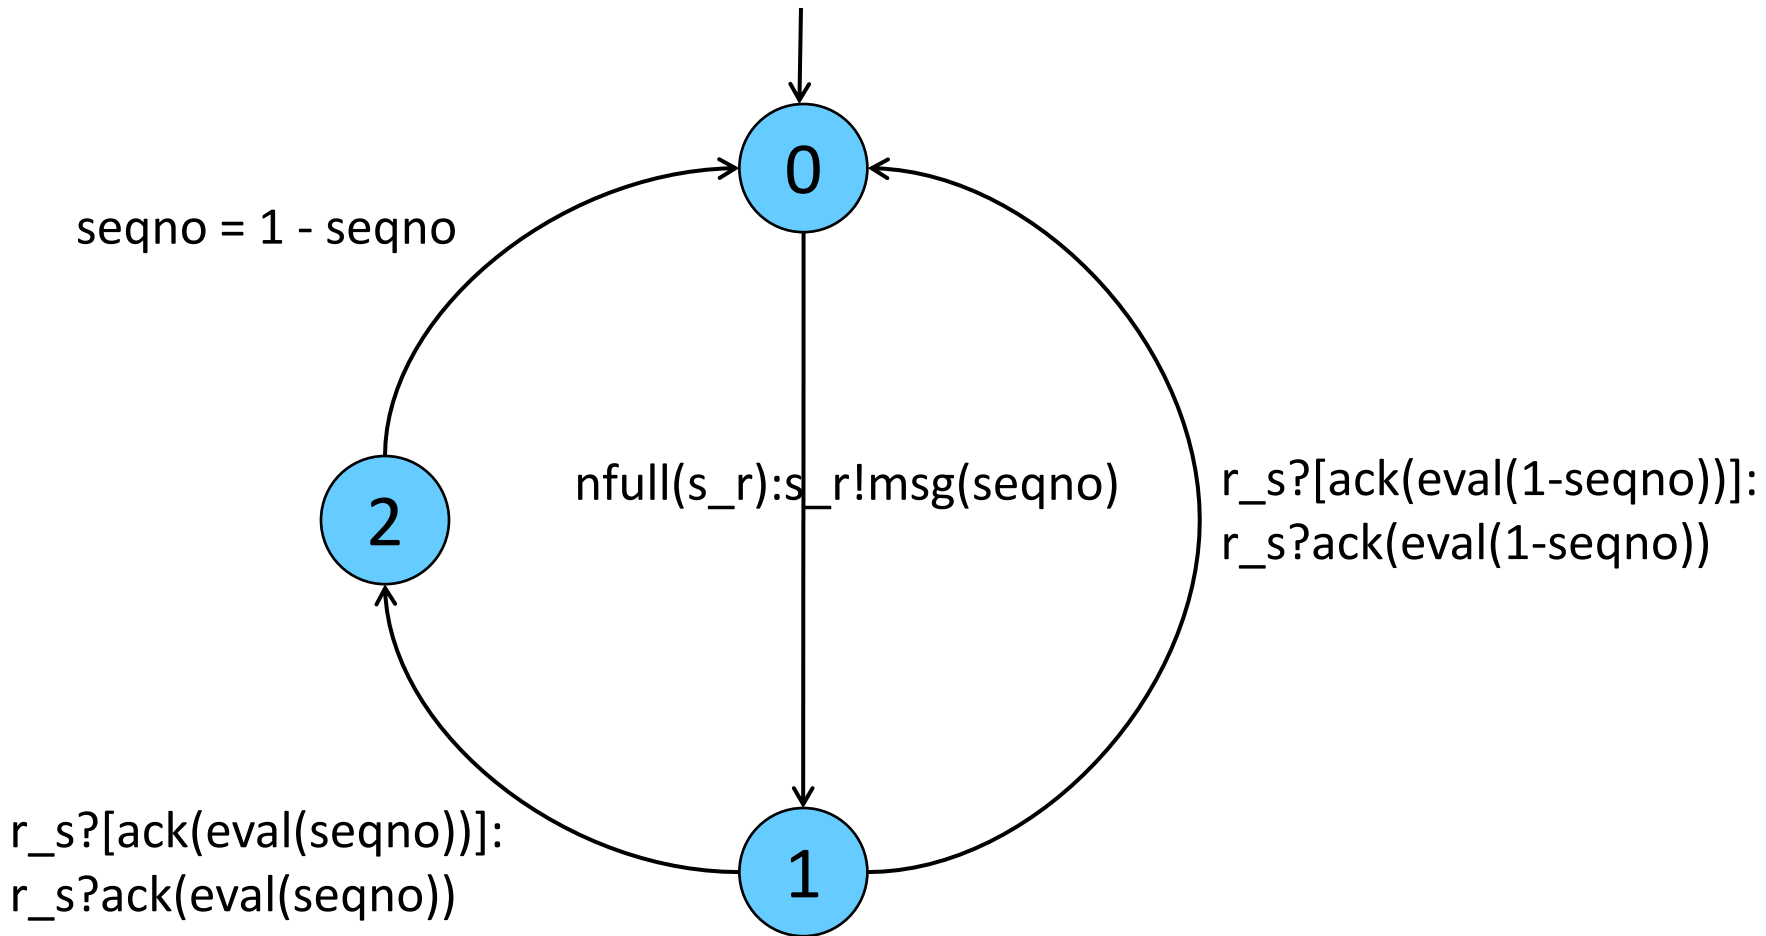 0
seqno = 1 - seqno
nfull(s_r):s_r!msg(seqno)
r_s?[ack(eval(1-seqno))]:
r_s?ack(eval(1-seqno))
2
r_s?[ack(eval(seqno))]:
r_s?ack(eval(seqno))
1